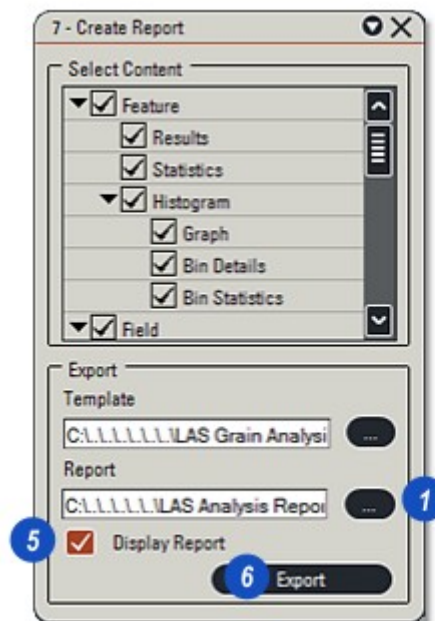 7 - Create Report
Select Content
Feature
Results
Statistics
Histogram
Graph
Bin Details
Bin Statistics
Field
Export
Template
C:\..\..\..\..\..\..\LAS Grain Analysi
...
Report
C:\..\..\..\..\..\LAS Analysis Repor
...
1
5
Display Report
6
Export